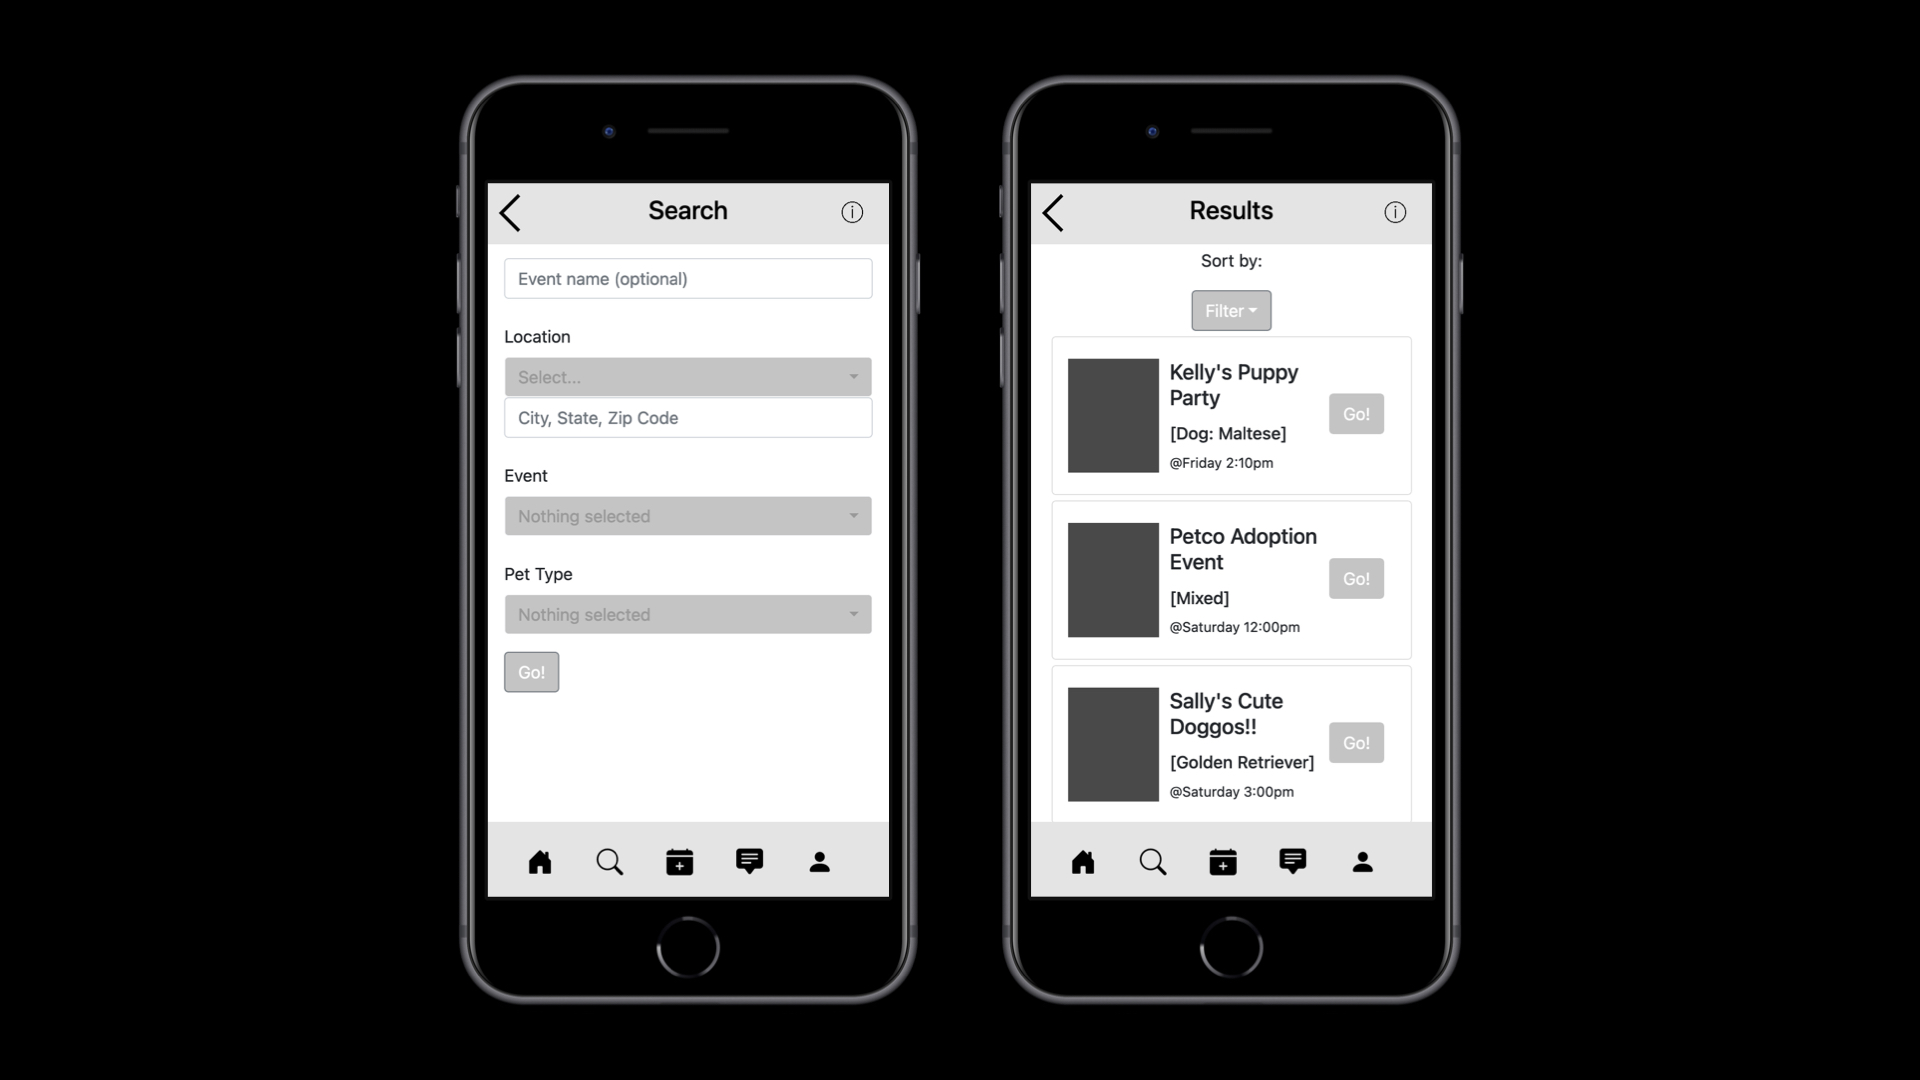 Search
Event name (optional)
Location
Select...
City, State, Zip Code
Event
Nothing selected
Pet Type
Nothing selected
Go!
Results
Sort by:
Filter
Kelly's Puppy
Party
[Dog: Maltese]
@Friday 2:10pm
Go!
Petco Adoption
Event
[Mixed]
@Saturday 12:00pm
Go!
Sally's Cute
Doggos!!
[Golden Retriever]
@Saturday 3:00pm
Go!